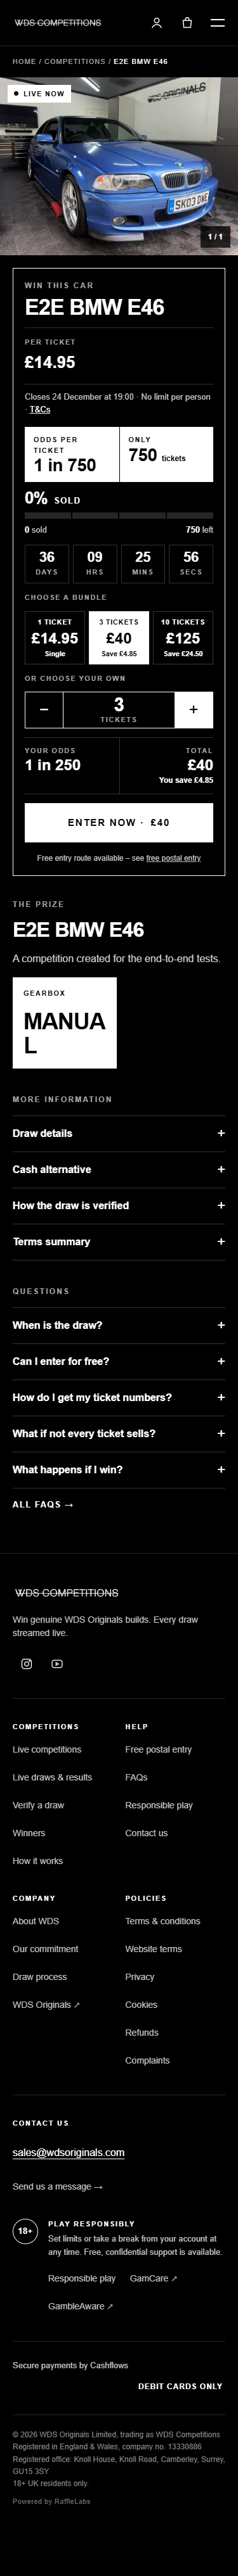 WDS COMPETITIONS
HOME / COMPETITIONS / E2E BMW E46
LIVE NOW
WDS ORIGINALS
SK03 DWE
1 / 1
WIN THIS CAR
E2E BMW E46
PER TICKET
£14.95
Closes 24 December at 19:00 · No limit per person
· T&Cs
ODDS PER
TICKET
1 in 750
ONLY
750 tickets
0% SOLD
0 sold
750 left
36
DAYS
09
HRS
25
MINS
56
SECS
CHOOSE A BUNDLE
1 TICKET
£14.95
Single
3 TICKETS
£40
Save £4.85
10 TICKETS
£125
Save £24.50
OR CHOOSE YOUR OWN
−
3
TICKETS
+
YOUR ODDS
1 in 250
TOTAL
£40
You save £4.85
ENTER NOW · £40
Free entry route available – see free postal entry
THE PRIZE
E2E BMW E46
A competition created for the end-to-end tests.
GEARBOX
MANUA
L
MORE INFORMATION
Draw details +
Cash alternative +
How the draw is verified +
Terms summary +
QUESTIONS
When is the draw? +
Can I enter for free? +
How do I get my ticket numbers? +
What if not every ticket sells? +
What happens if I win? +
ALL FAQS →
WDS COMPETITIONS
Win genuine WDS Originals builds. Every draw
streamed live.
COMPETITIONS
Live competitions
Live draws & results
Verify a draw
Winners
How it works
HELP
Free postal entry
FAQs
Responsible play
Contact us
COMPANY
About WDS
Our commitment
Draw process
WDS Originals ↗
POLICIES
Terms & conditions
Website terms
Privacy
Cookies
Refunds
Complaints
CONTACT US
sales@wdsoriginals.com
Send us a message →
18+
PLAY RESPONSIBLY
Set limits or take a break from your account at
any time. Free, confidential support is available.
Responsible play GamCare ↗
GambleAware ↗
Secure payments by Cashflows
DEBIT CARDS ONLY
© 2026 WDS Originals Limited, trading as WDS Competitions
Registered in England & Wales, company no. 13330886
Registered office: Knoll House, Knoll Road, Camberley, Surrey,
GU15 3SY
18+ UK residents only.
Powered by RaffleLabs